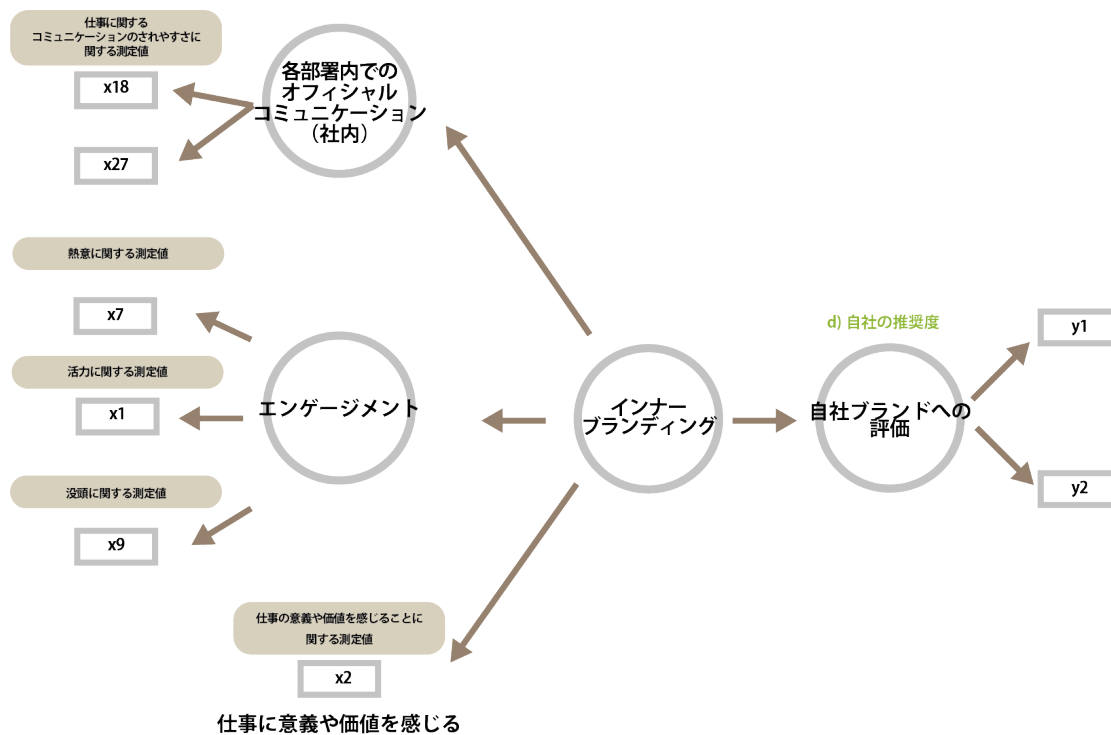 仕事に関する
コミュニケーションのされやすさに
関する測定値
x18
x27
各部署内での
オフィシャル
コミュニケーション
（社内）
熱意に関する測定値
x7
活力に関する測定値
x1
没頭に関する測定値
x9
エンゲージメント
インナー
ブランディング
d) 自社の推奨度
自社ブランドへの
評価
y1
y2
仕事の意義や価値を感じることに
関する測定値
x2
仕事に意義や価値を感じる